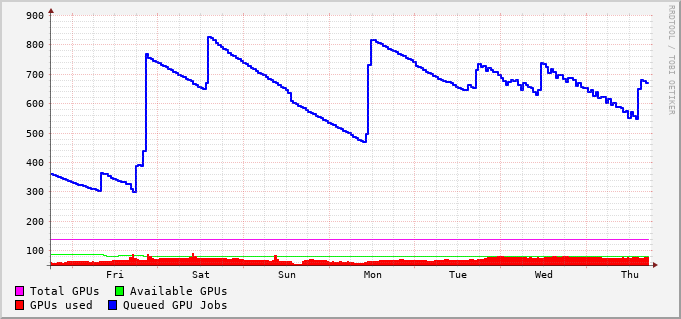 900
800
700
600
500
400
300
200
100
Fri Sat Sun Mon Tue Wed Thu
Total GPUs Available GPUs
GPUs used Queued GPU Jobs
RRDTOOL / TOBI OETIKER